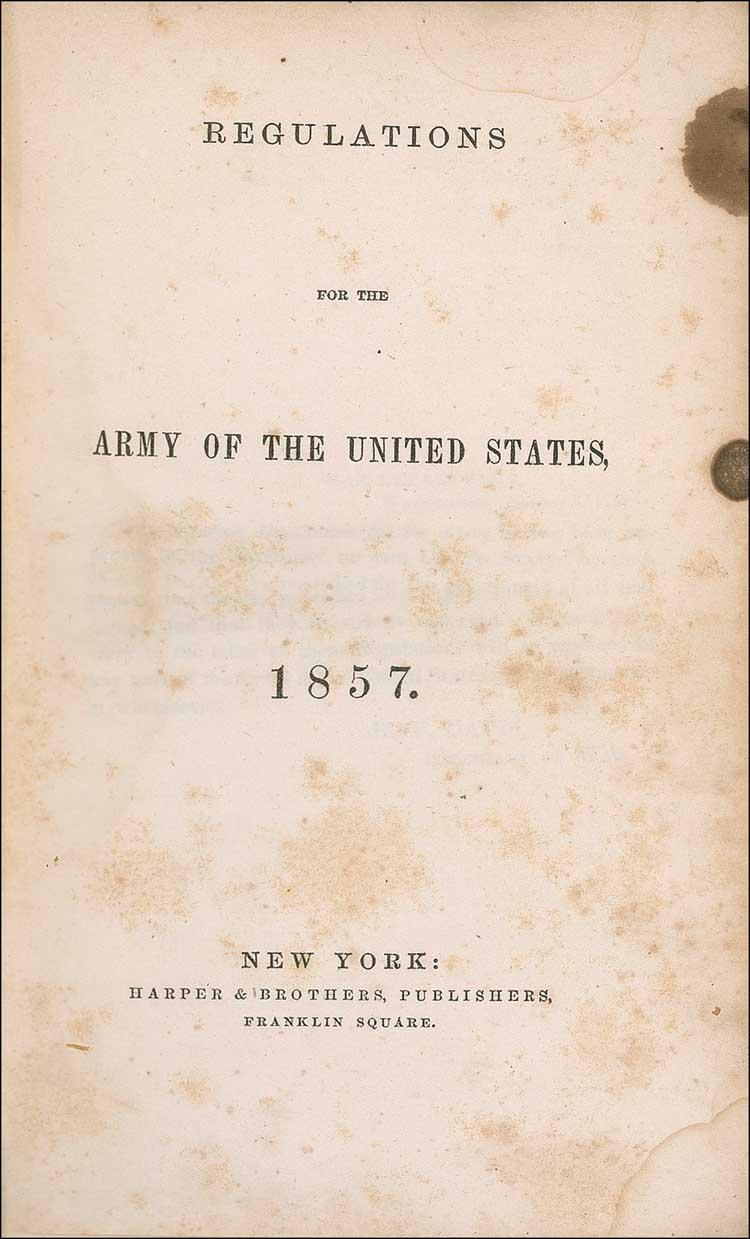 REGULATIONS
FOR THE
ARMY OF THE UNITED STATES,
1857.
NEW YORK:
HARPER & BROTHERS, PUBLISHERS,
FRANKLIN SQUARE.